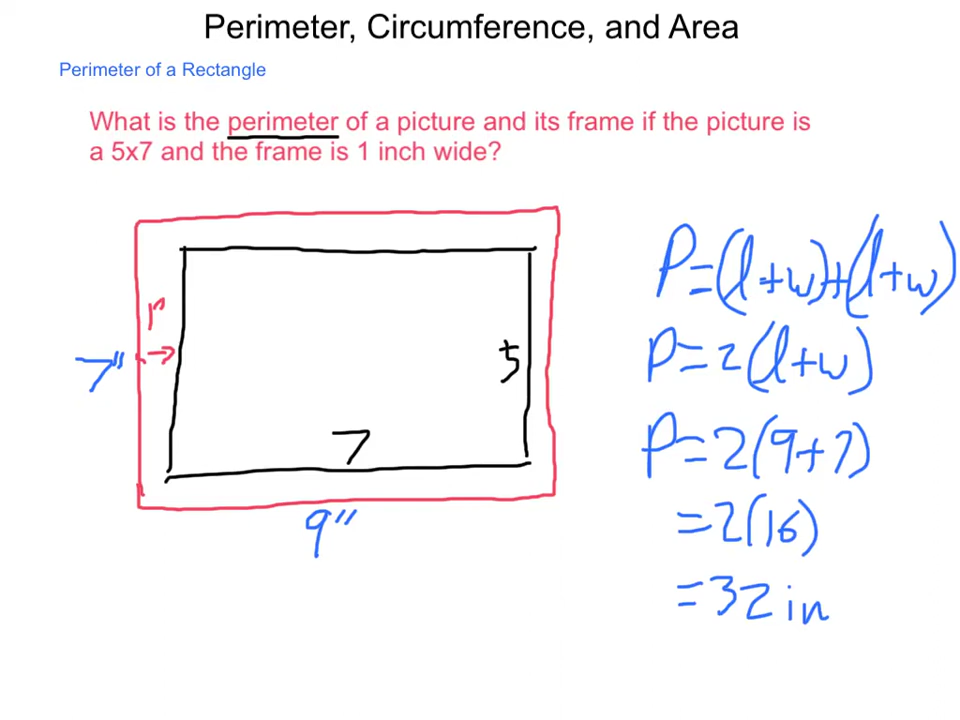 Perimeter, Circumference, and Area
Perimeter of a Rectangle
What is the perimeter of a picture and its frame if the picture is
a 5x7 and the frame is 1 inch wide?
1"
7"
5
7
9"
P=(l+w)+(l+w)
P=2(l+w)
P=2(9+7)
=2(16)
=32in